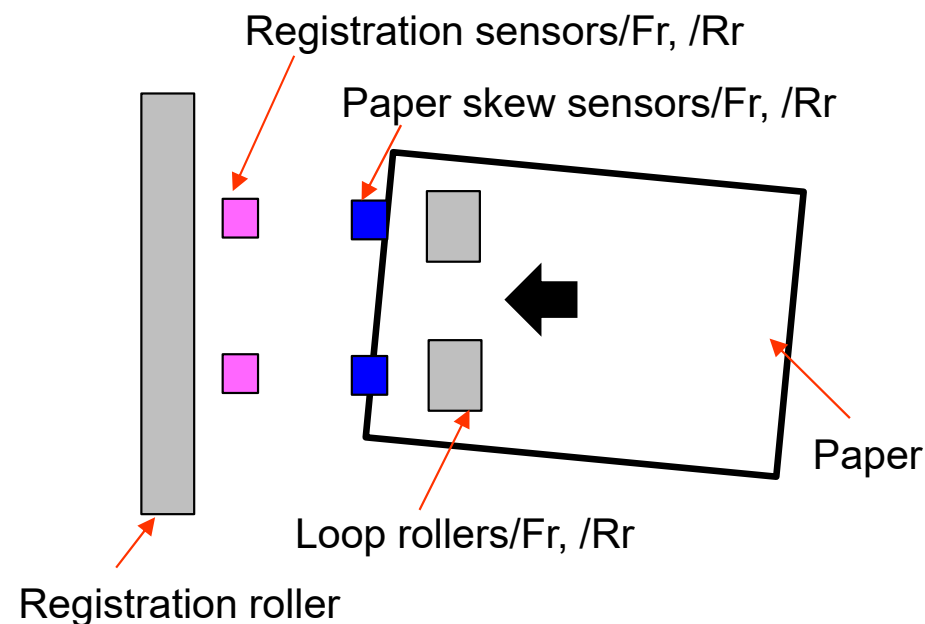 Registration sensors/Fr, /Rr
Paper skew sensors/Fr, /Rr
Paper
Loop rollers/Fr, /Rr
Registration roller